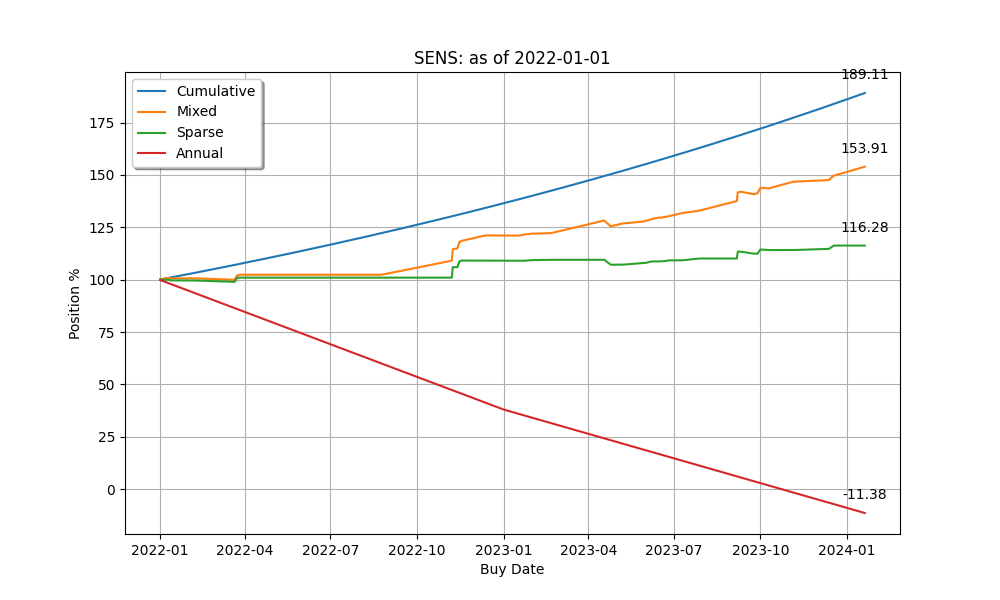 SENS: as of 2022-01-01
189.11
Cumulative
Mixed
Sparse
Annual
175
153.91
150
125
116.28
100
75
50
25
0
-11.38
Position %
2022-01 2022-04 2022-07 2022-10 2023-01 2023-04 2023-07 2023-10 2024-01
Buy Date